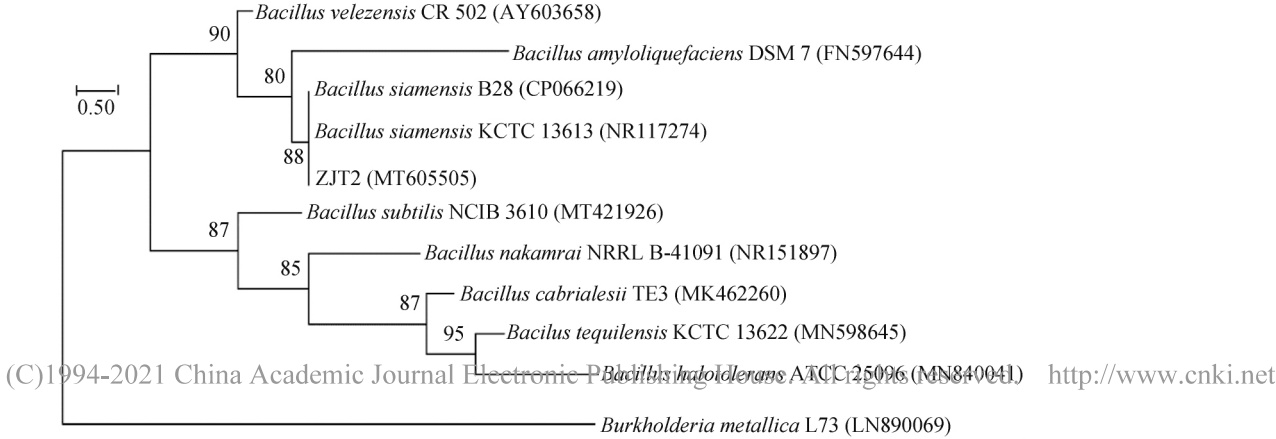 Bacillus velezensis CR 502 (AY603658)
90
Bacillus amyloliquefaciens DSM 7 (FN597644)
80
Bacillus siamensis B28 (CP066219)
0.50
Bacillus siamensis KCTC 13613 (NR117274)
88
ZJT2 (MT605505)
Bacillus subtilis NCIB 3610 (MT421926)
87
Bacillus nakamrai NRRL B-41091 (NR151897)
85
Bacillus cabrialesii TE3 (MK462260)
87
Bacilus tequilensis KCTC 13622 (MN598645)
95
Bacillus haloidlerans ATCC 25096 (MN840041)
(C)1994-2021 China Academic Journal Electronic Publishing House. All rights reserved. http://www.cnki.net
Burkholderia metallica L73 (LN890069)